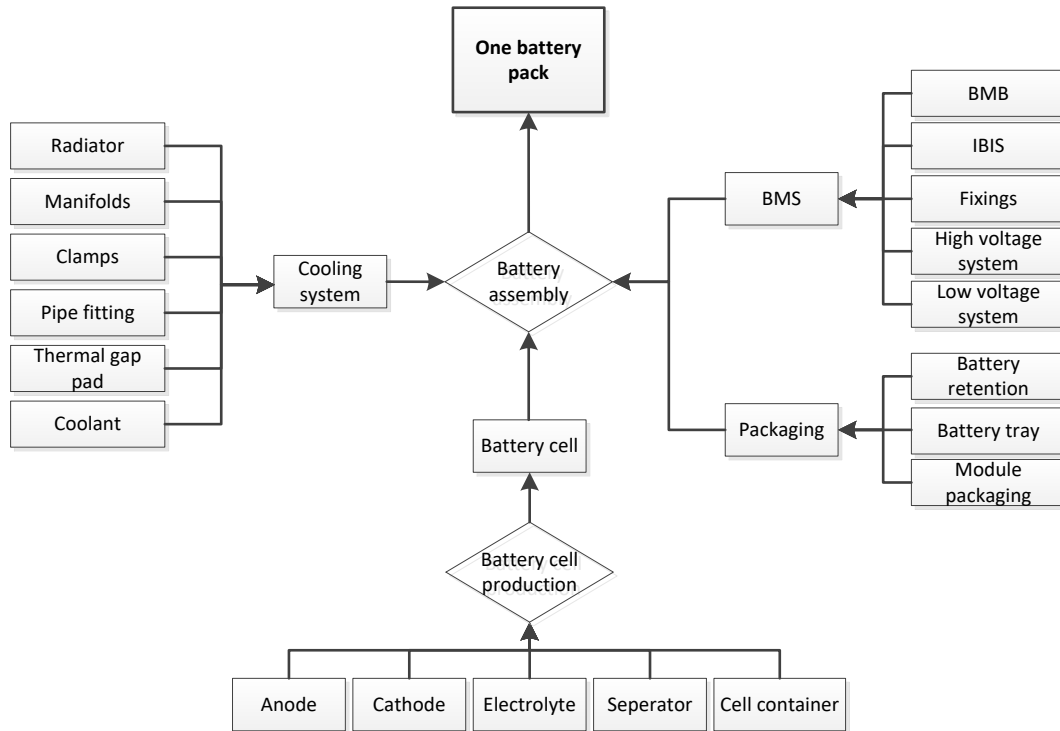 One battery
pack
Radiator
Manifolds
Clamps
Pipe fitting
Thermal gap
pad
Coolant
Cooling
system
Battery
assembly
BMS
Packaging
BMB
IBIS
Fixings
High voltage
system
Low voltage
system
Battery
retention
Battery tray
Module
packaging
Battery cell
Battery cell
production
Anode
Cathode
Electrolyte
Seperator
Cell container